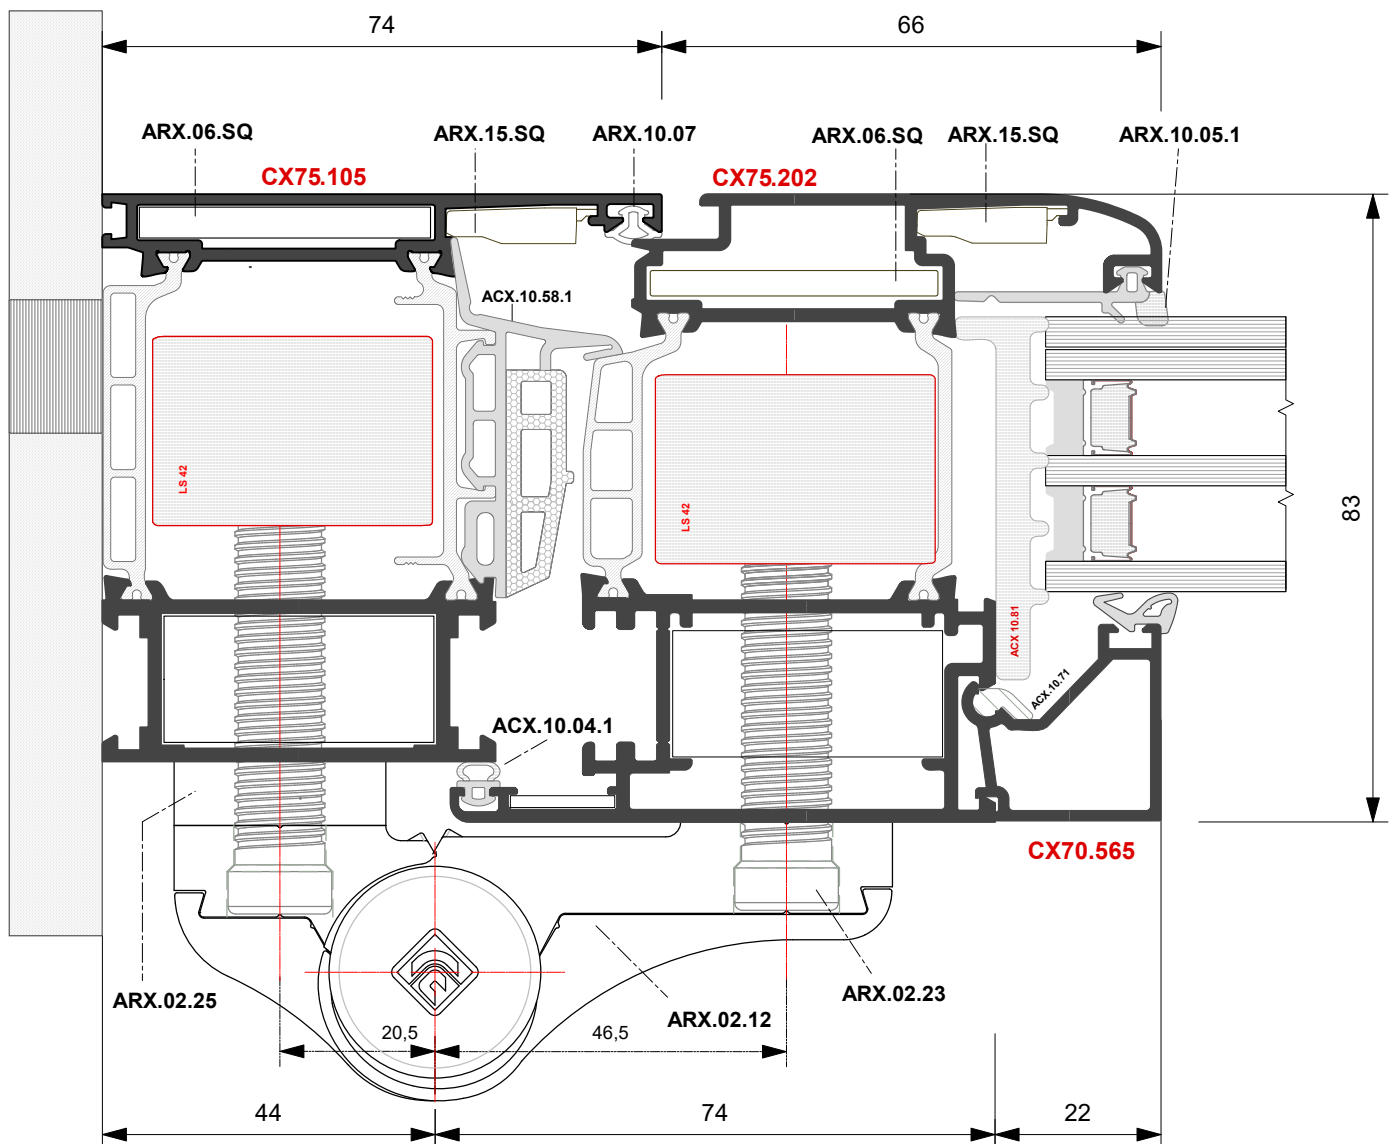 74
66
ARX.06.SQ
ARX.15.SQ
ARX.10.07
ARX.06.SQ
ARX.15.SQ
ARX.10.05.1
CX75.105
CX75.202
ACX.10.58.1
LS 42
LS 42
83
ACX 10.81
ACX.10.71
ACX.10.04.1
CX70.565
ARX.02.25
ARX.02.23
ARX.02.12
20,5
46,5
44
74
22